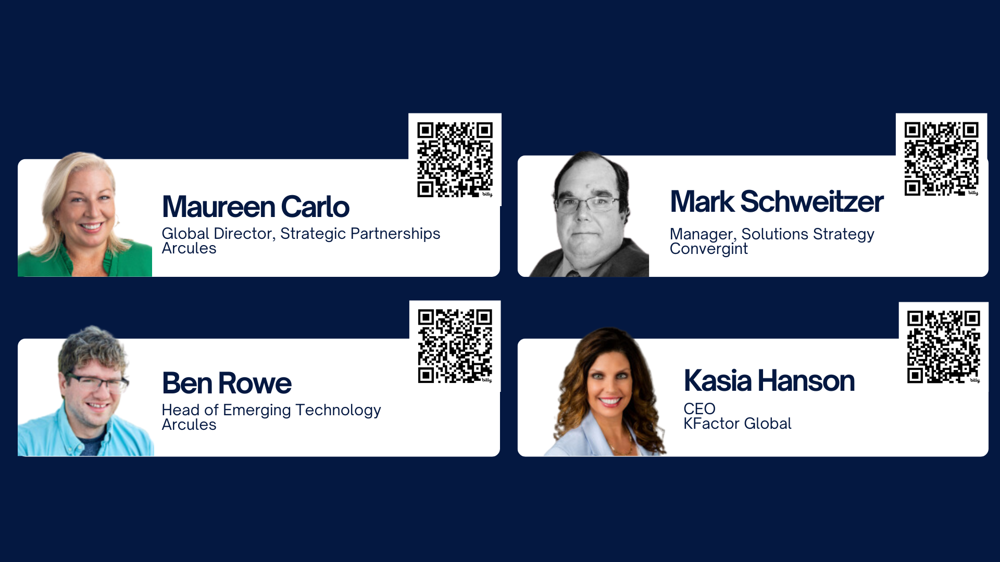 bitly
Maureen Carlo
Global Director, Strategic Partnerships
Arcules
bitly
Mark Schweitzer
Manager, Solutions Strategy
Convergint
bitly
Ben Rowe
Head of Emerging Technology
Arcules
bitly
Kasia Hanson
CEO
KFactor Global